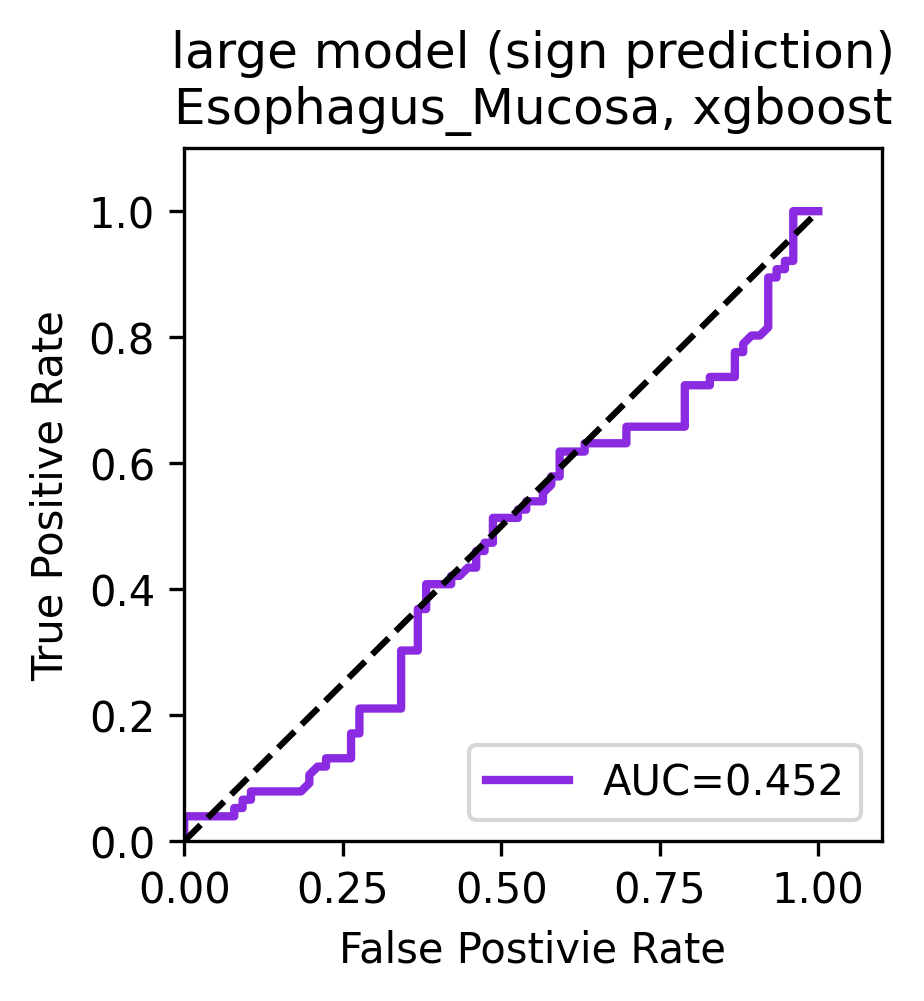 large model (sign prediction)
Esophagus_Mucosa, xgboost
1.0
0.8
0.6
0.4
0.2
0.0
True Positive Rate
AUC=0.452
0.00 0.25 0.50 0.75 1.00
False Postivie Rate